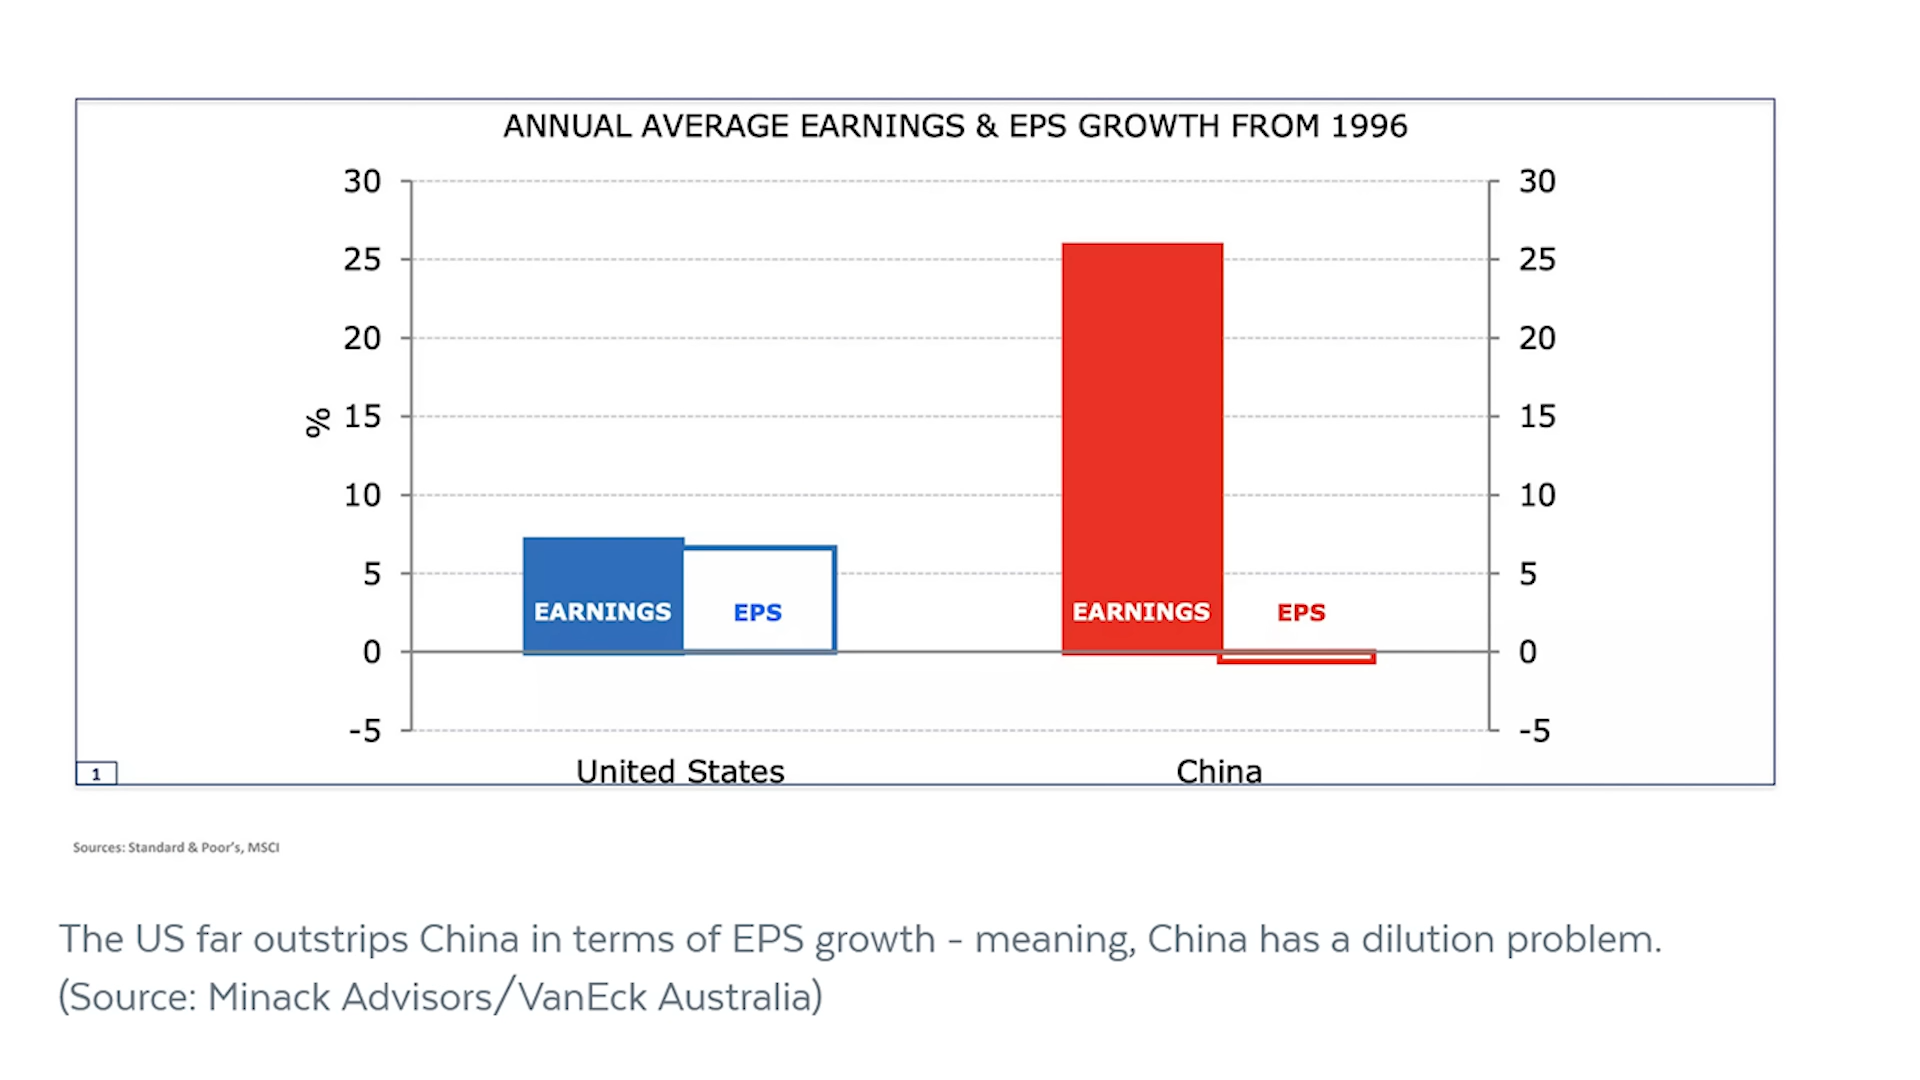 ANNUAL AVERAGE EARNINGS & EPS GROWTH FROM 1996
30 30
25 25
20 20
% 15 15
10 10
5 5
EARNINGS EPS EARNINGS EPS
0 0
-5 -5
United States China
1
Sources: Standard & Poor's, MSCI
The US far outstrips China in terms of EPS growth - meaning, China has a dilution problem.
(Source: Minack Advisors/VanEck Australia)